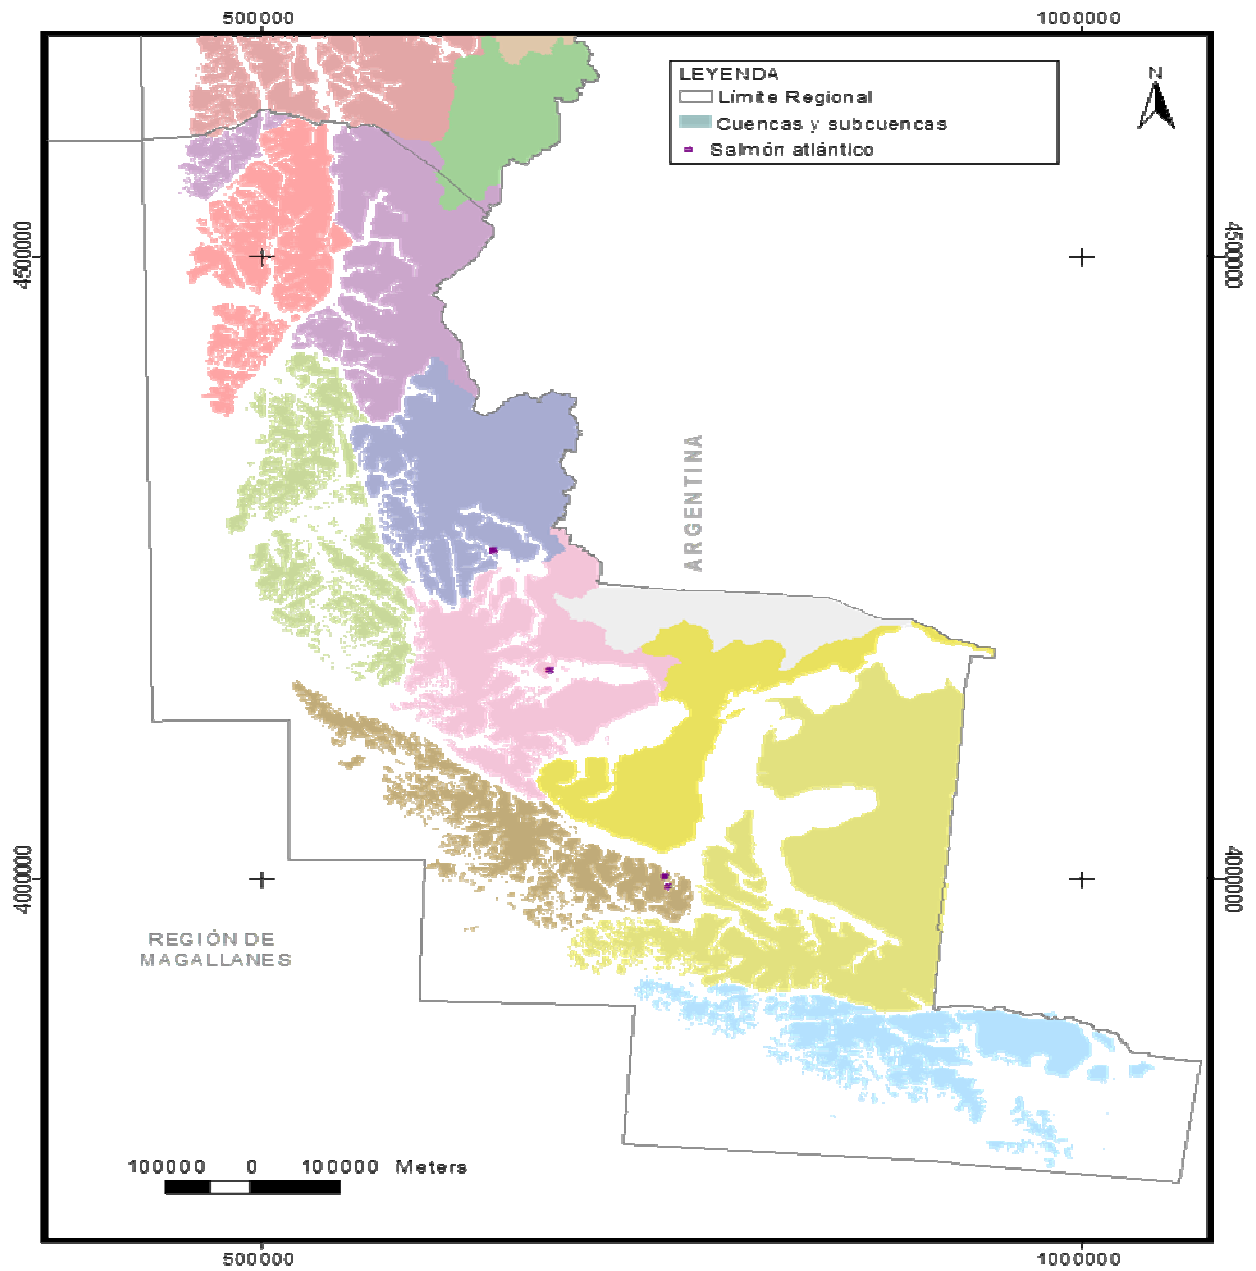 500000 1000000
LEYENDA
Límite Regional
Cuencas y subcuencas
Salmón atlántico
N
4500000 4500000
ARGENTINA
4000000 4000000
REGIÓN DE
MAGALLANES
100000 0 100000 Meters
500000 1000000